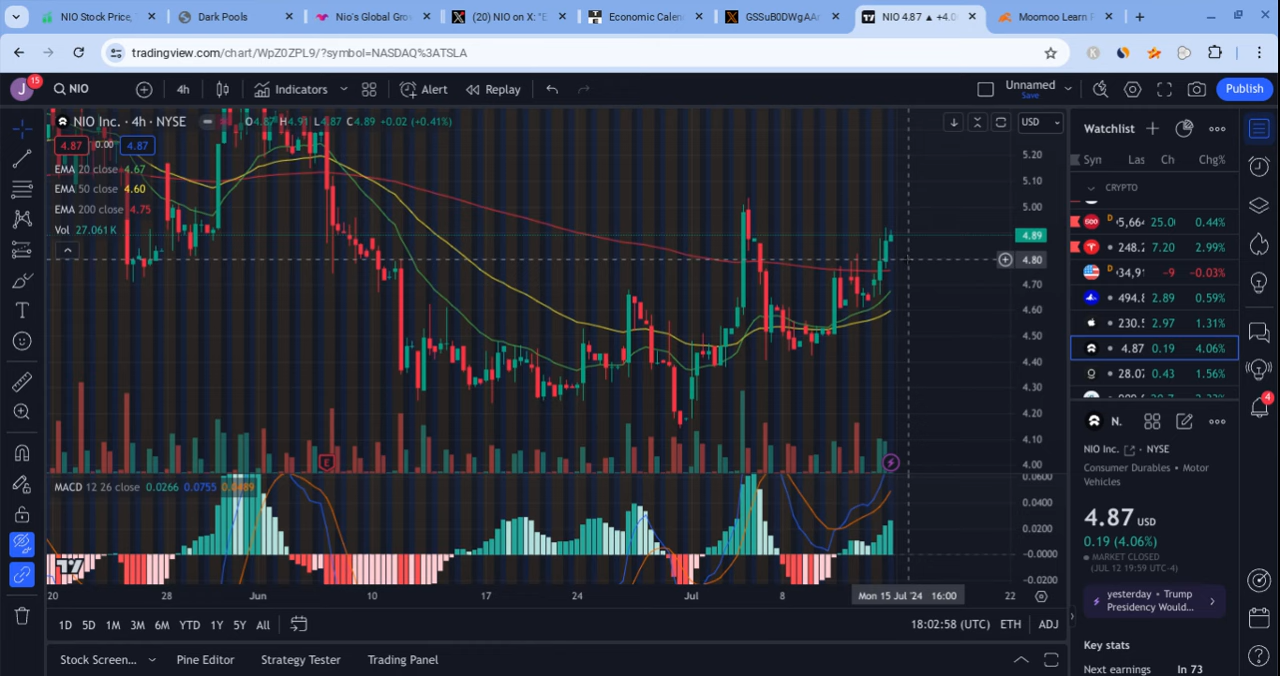 NIO Stock Price,
Dark Pools
Nio's Global Gro
(20) NIO on X: "E
Economic Calen
GSSuB0DWgAA
NIO 4.87 ▲ +4.0
Moomoo Learn
tradingview.com/chart/WpZ0ZPL9/?symbol=NASDAQ%3ATSLA
J 15 NIO 4h Indicators Alert Replay Unnamed Save Publish
NIO Inc. · 4h · NYSE O4.87 H4.91 L4.87 C4.89 +0.02 (+0.41%)
USD
4.87 0.00 4.87
EMA 20 close 4.67
EMA 50 close 4.60
EMA 200 close 4.75
Vol 27.061 K
5.20
5.10
5.00
4.89
4.80
4.70
4.60
4.50
4.40
4.30
4.20
4.10
4.00
E
MACD 12 26 close 0.0266 0.0755 0.0489
0.0600
0.0400
0.0200
-0.0000
-0.0200
20 28 Jun 10 17 24 Jul 8 Mon 15 Jul '24 16:00 22
1D 5D 1M 3M 6M YTD 1Y 5Y All
18:02:58 (UTC) ETH ADJ
Stock Screen... Pine Editor Strategy Tester Trading Panel
Watchlist
Syn Las Ch Chg%
CRYPTO
500 D 5,664 25.0 0.44%
248. 7.20 2.99%
D 34,91 -9 -0.03%
494.8 2.89 0.59%
230.5 2.97 1.31%
4.87 0.19 4.06%
28.0 0.43 1.56%
N.
NIO Inc. · NYSE
Consumer Durables • Motor
Vehicles
4.87 USD
0.19 (4.06%)
MARKET CLOSED
(JUL 12 19:59 UTC-4)
yesterday • Trump
Presidency Would...
Key stats
Next earnings In 73
4